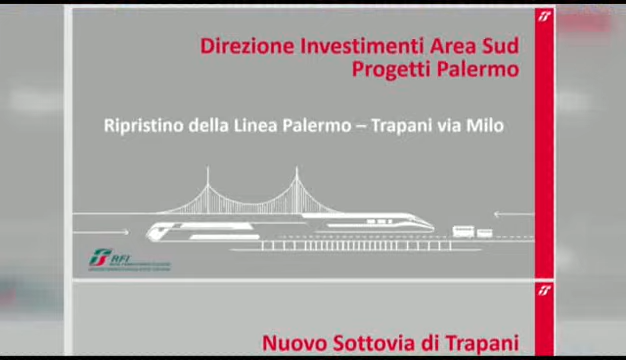 Direzione Investimenti Area Sud
Progetti Palermo
Ripristino della Linea Palermo – Trapani via Milo
RFI
Nuovo Sottovia di Trapani